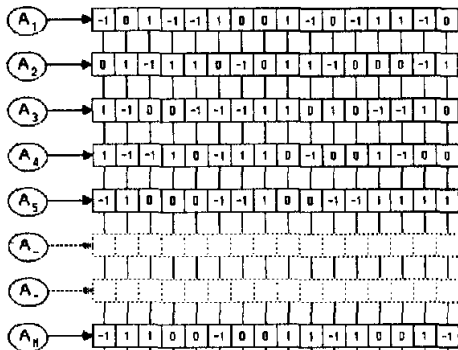 A1 -1 0 1 -1 -1 1 0 0 1 -1 0 -1 1 1 -1 0
A2 0 1 -1 1 1 0 -1 0 1 1 -1 0 0 0 -1 1
A3 1 -1 0 0 -1 -1 -1 1 1 0 1 0 -1 -1 1 0
A4 1 -1 -1 1 0 -1 1 1 0 -1 0 0 1 -1 0 0
A5 -1 1 0 0 0 -1 -1 1 0 0 -1 -1 1 1 1 1
A-
A-
AM -1 1 1 0 0 -1 0 0 1 1 -1 1 0 0 1 -1